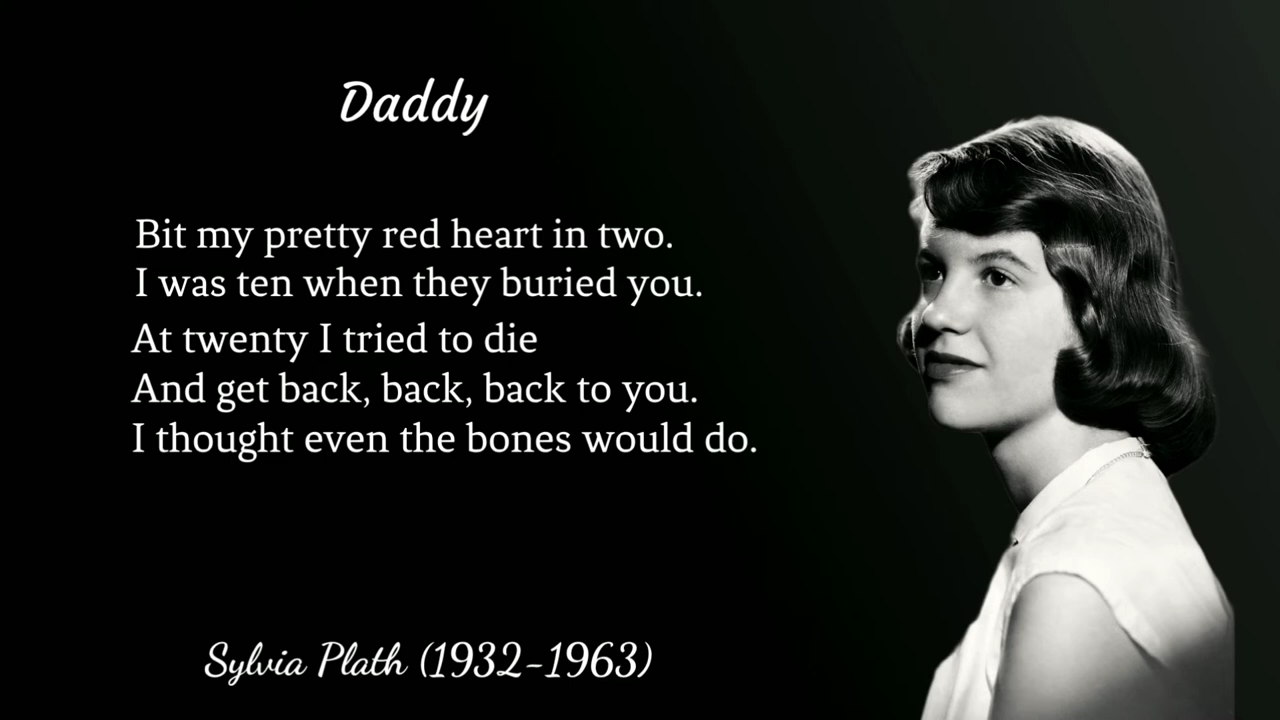 Daddy
Bit my pretty red heart in two.
I was ten when they buried you.
At twenty I tried to die
And get back, back, back to you.
I thought even the bones would do.
Sylvia Plath (1932-1963)